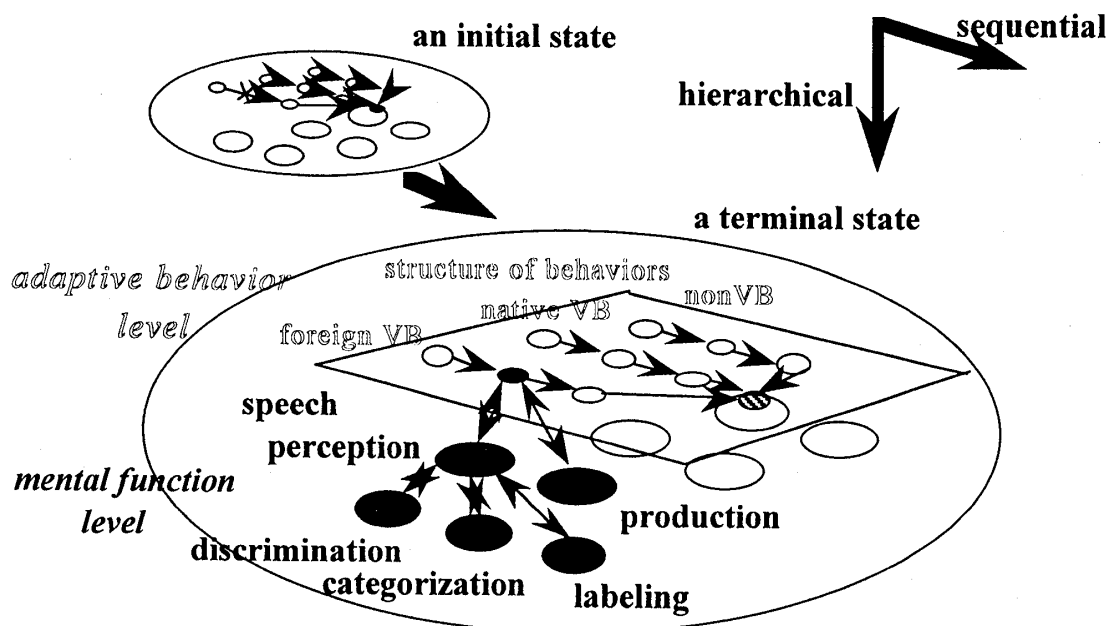 an initial state
sequential
hierarchical
a terminal state
adaptive behavior
level
structure of behaviors
native VB
nonVB
foreign VB
speech
perception
mental function
level
production
discrimination
categorization
labeling